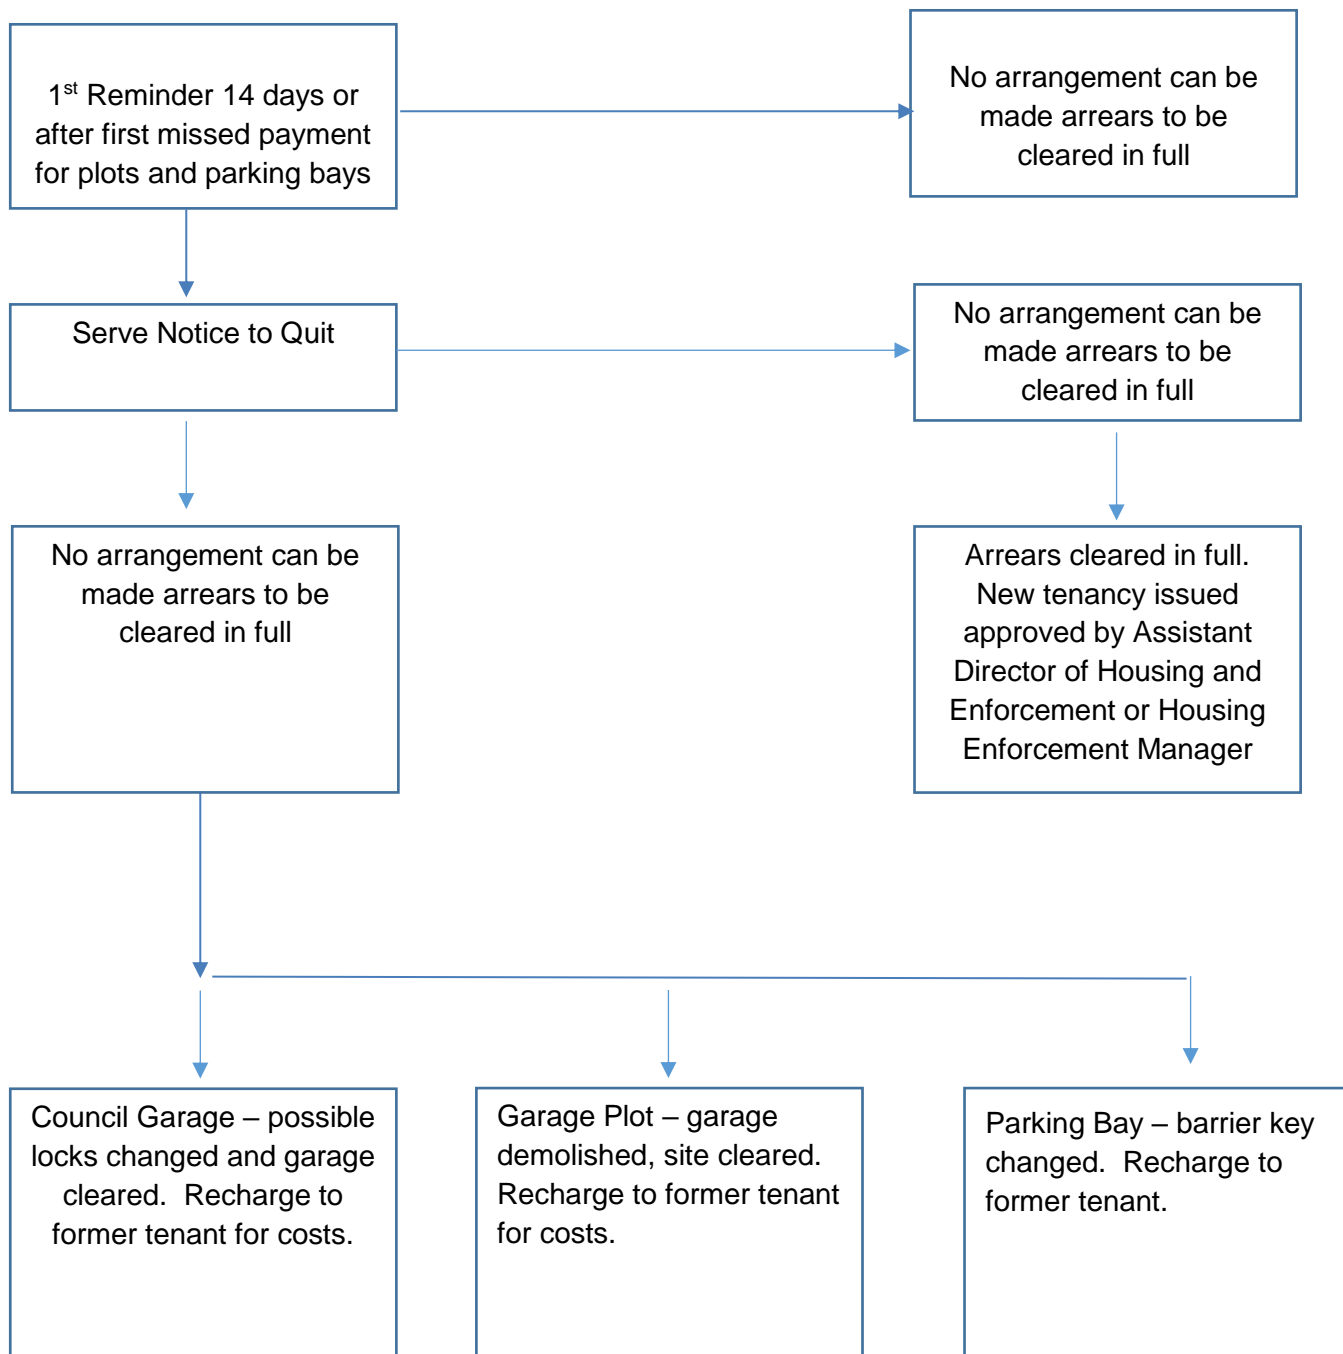 1st Reminder 14 days or
after first missed payment
for plots and parking bays
No arrangement can be
made arrears to be
cleared in full
Serve Notice to Quit
No arrangement can be
made arrears to be
cleared in full
No arrangement can be
made arrears to be
cleared in full
Arrears cleared in full.
New tenancy issued
approved by Assistant
Director of Housing and
Enforcement or Housing
Enforcement Manager
Council Garage – possible
locks changed and garage
cleared.  Recharge to
former tenant for costs.
Garage Plot – garage
demolished, site cleared.
Recharge to former tenant
for costs.
Parking Bay – barrier key
changed.  Recharge to
former tenant.